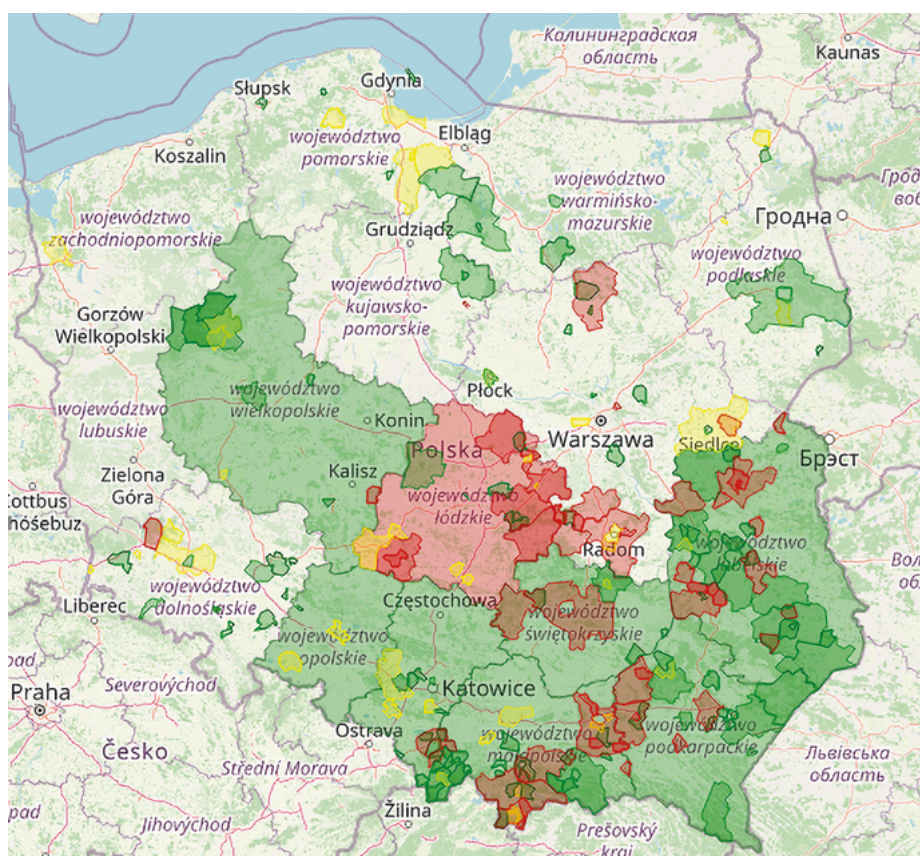 Калининградская
область
Kaunas
Słupsk
Gdynia
województwo
pomorskie
Elbląg
Koszalin
województwo
warmińsko-
mazurskie
Гродна
województwo
zachodniopomorskie
Grudziądz
województwo
podlaskie
województwo
kujawsko-
pomorskie
Gorzów
Wielkopolski
Płock
województwo
wielkopolskie
województwo
lubuskie
Konin
Warszawa
Siedlce
Брэст
Polska
Kalisz
Zielona
Góra
województwo
łódzkie
Cottbus
Radom
województwo
lubelskie
województwo
dolnośląskie
Liberec
Częstochowa
województwo
świętokrzyskie
województwo
opolskie
Praha
Severovýchod
Katowice
Ostrava
województwo
małopolskie
województwo
podkarpackie
Česko
Střední Morava
Львівська
область
Žilina
Jihovýchod
Prešovský
kraj